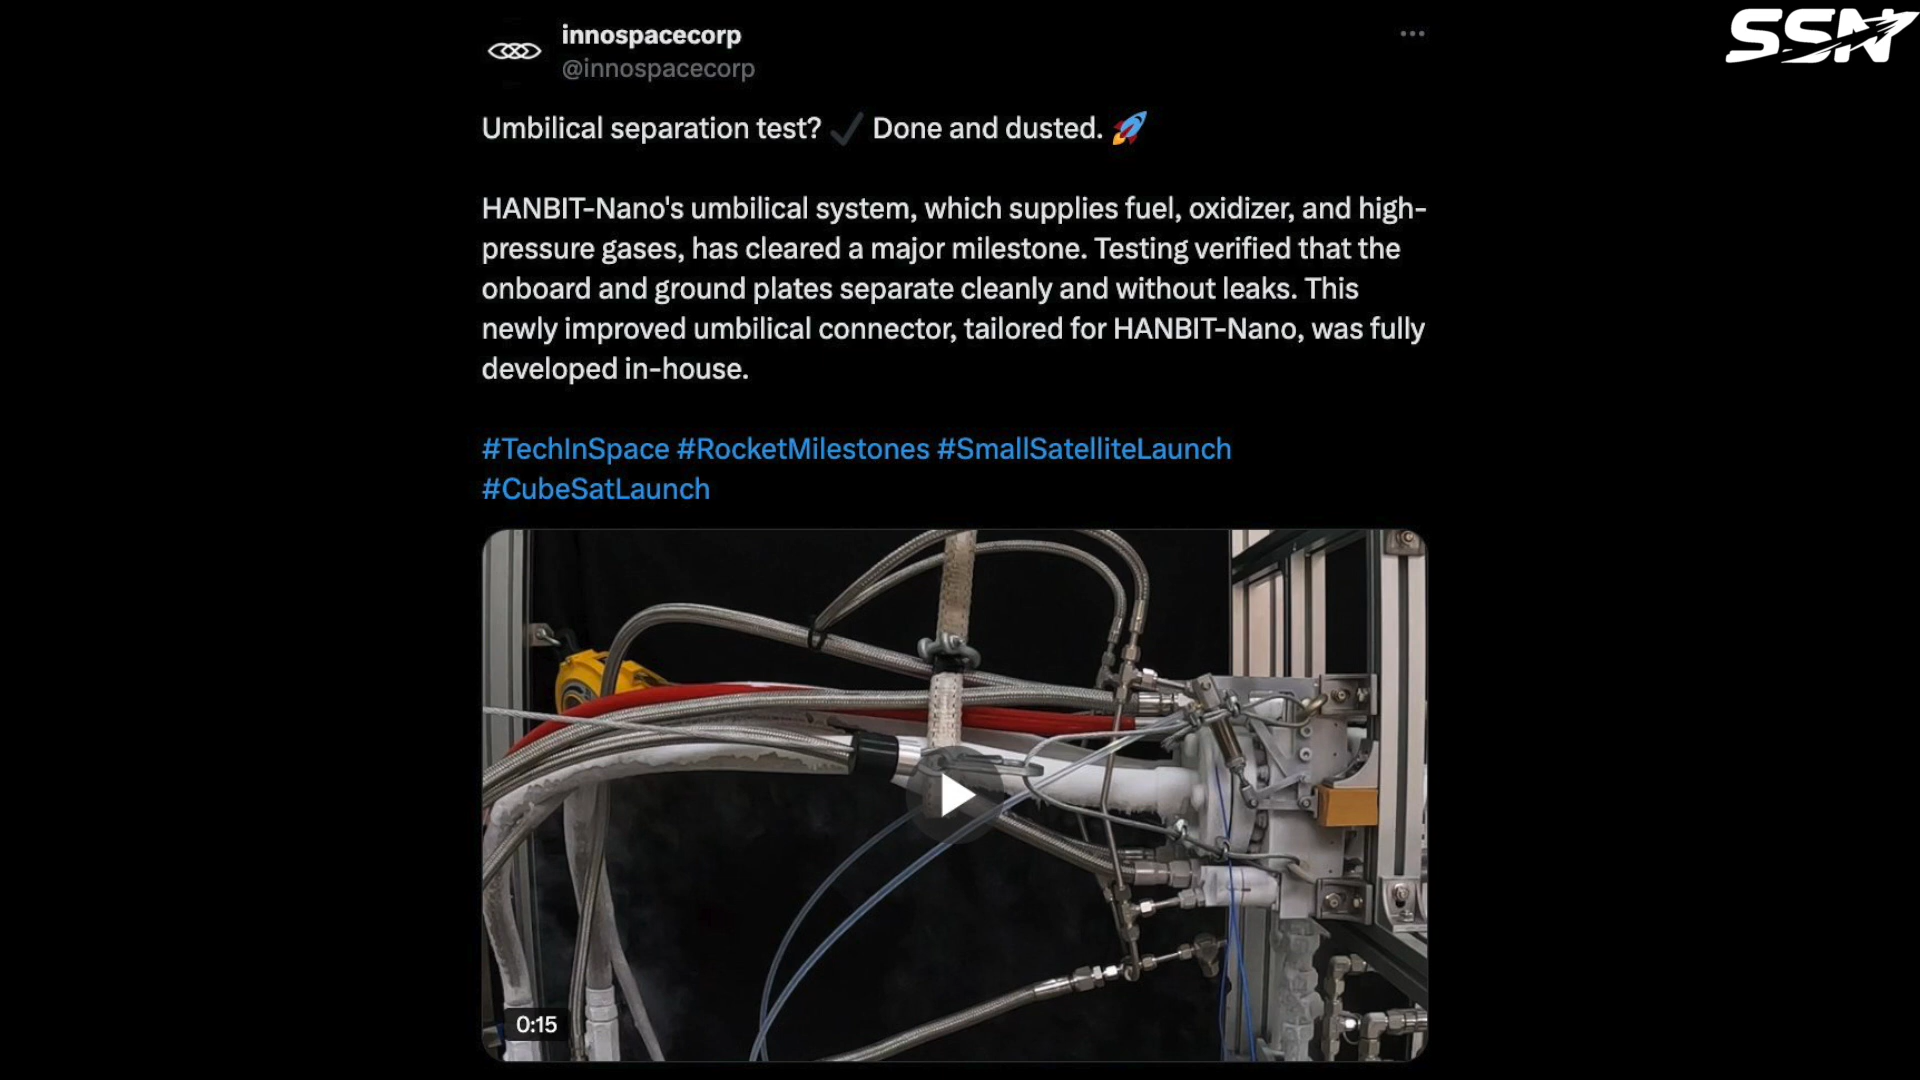 SSN
innospacecorp
@innospacecorp
Umbilical separation test? ✔️ Done and dusted. 🚀
HANBIT-Nano's umbilical system, which supplies fuel, oxidizer, and high-
pressure gases, has cleared a major milestone. Testing verified that the
onboard and ground plates separate cleanly and without leaks. This
newly improved umbilical connector, tailored for HANBIT-Nano, was fully
developed in-house.
#TechInSpace #RocketMilestones #SmallSatelliteLaunch
#CubeSatLaunch
0:15